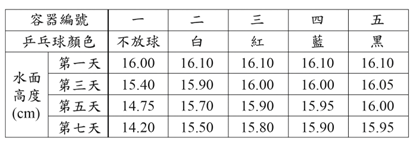 容器編號 一 二 三 四 五
乒乓球顏色 不放球 白 紅 藍 黑
水面高度(cm) 第一天 16.00 16.10 16.10 16.10 16.10
第三天 15.40 15.90 16.00 16.00 16.05
第五天 14.75 15.70 15.90 15.95 16.00
第七天 14.20 15.50 15.80 15.90 15.95